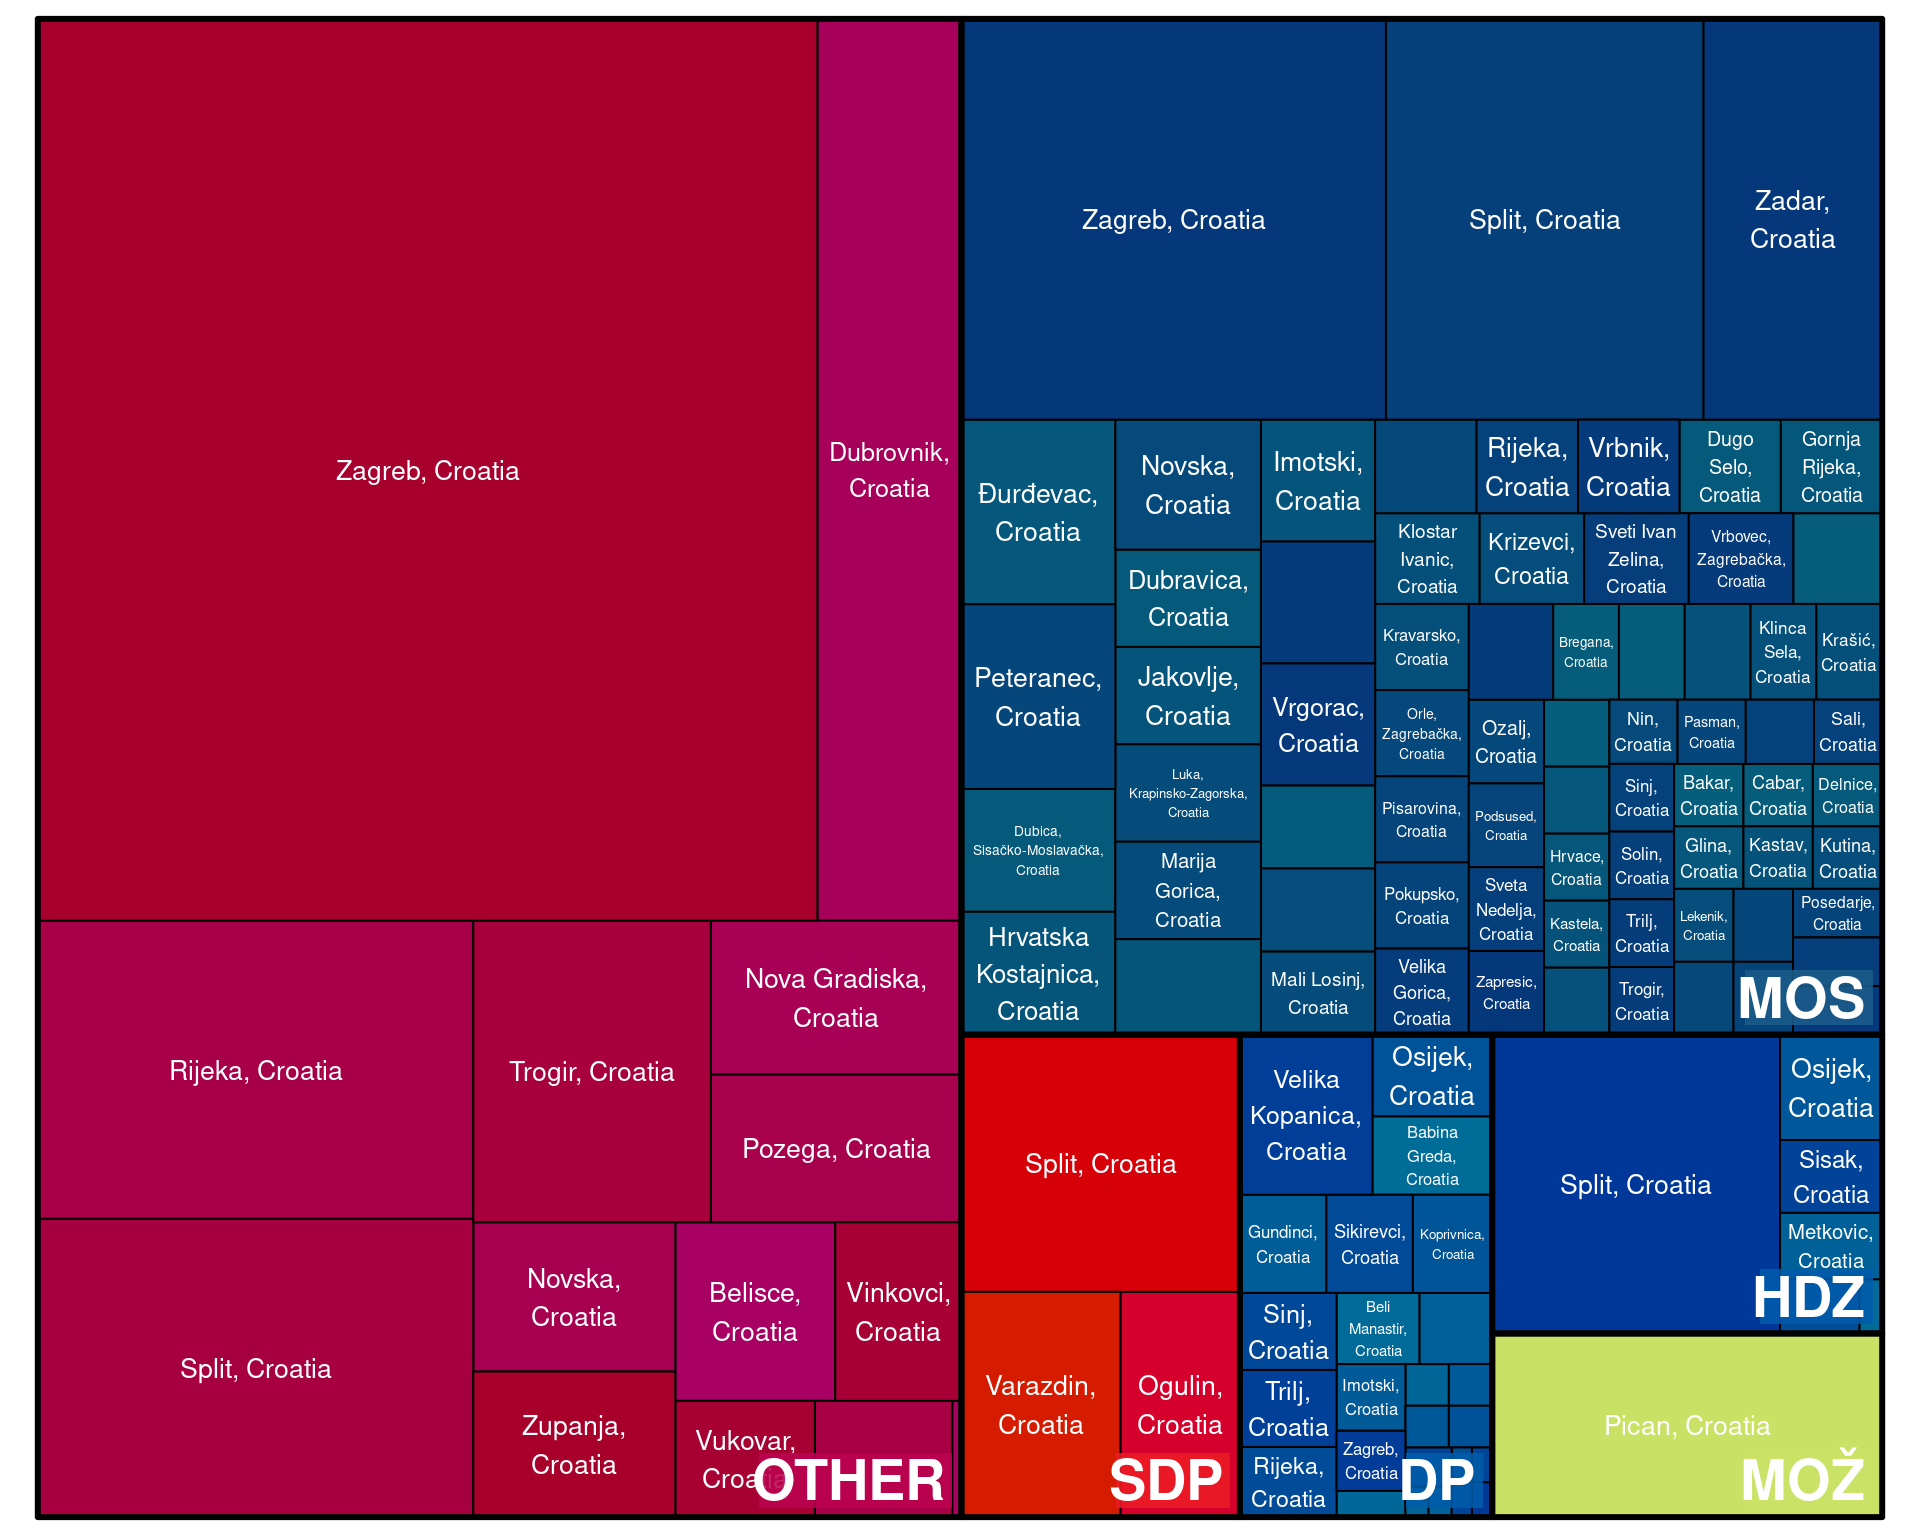 Zagreb, Croatia
Dubrovnik,
Croatia
Rijeka, Croatia
Trogir, Croatia
Nova Gradiska,
Croatia
Pozega, Croatia
Split, Croatia
Novska,
Croatia
Belisce,
Croatia
Vinkovci,
Croatia
Zupanja,
Croatia
Vukovar,
Croatia
OTHER
Zagreb, Croatia
Split, Croatia
Zadar,
Croatia
Đurđevac,
Croatia
Peteranec,
Croatia
Dubica,
Sisačko-Moslavačka,
Croatia
Hrvatska
Kostajnica,
Croatia
Novska,
Croatia
Dubravica,
Croatia
Jakovlje,
Croatia
Luka,
Krapinsko-Zagorska,
Croatia
Marija
Gorica,
Croatia
Imotski,
Croatia
Vrgorac,
Croatia
Mali Losinj,
Croatia
Rijeka,
Croatia
Vrbnik,
Croatia
Dugo
Selo,
Croatia
Gornja
Rijeka,
Croatia
Klostar
Ivanic,
Croatia
Krizevci,
Croatia
Sveti Ivan
Zelina,
Croatia
Vrbovec,
Zagrebačka,
Croatia
Kravarsko,
Croatia
Orle,
Zagrebačka,
Croatia
Pisarovina,
Croatia
Pokupsko,
Croatia
Velika
Gorica,
Croatia
Bregana,
Croatia
Klinca
Sela,
Croatia
Krašić,
Croatia
Ozalj,
Croatia
Podsused,
Croatia
Sveta
Nedelja,
Croatia
Zapresic,
Croatia
Hrvace,
Croatia
Kastela,
Croatia
Nin,
Croatia
Pasman,
Croatia
Sali,
Croatia
Sinj,
Croatia
Solin,
Croatia
Trilj,
Croatia
Trogir,
Croatia
Bakar,
Croatia
Cabar,
Croatia
Delnice,
Croatia
Glina,
Croatia
Kastav,
Croatia
Kutina,
Croatia
Lekenik,
Croatia
Posedarje,
Croatia
MOS
Split, Croatia
Varazdin,
Croatia
Ogulin,
Croatia
SDP
Velika
Kopanica,
Croatia
Osijek,
Croatia
Babina
Greda,
Croatia
Gundinci,
Croatia
Sikirevci,
Croatia
Koprivnica,
Croatia
Sinj,
Croatia
Trilj,
Croatia
Rijeka,
Croatia
Beli
Manastir,
Croatia
Imotski,
Croatia
Zagreb,
Croatia
DP
Split, Croatia
Osijek,
Croatia
Sisak,
Croatia
Metkovic,
Croatia
HDZ
Pican, Croatia
MOŽ